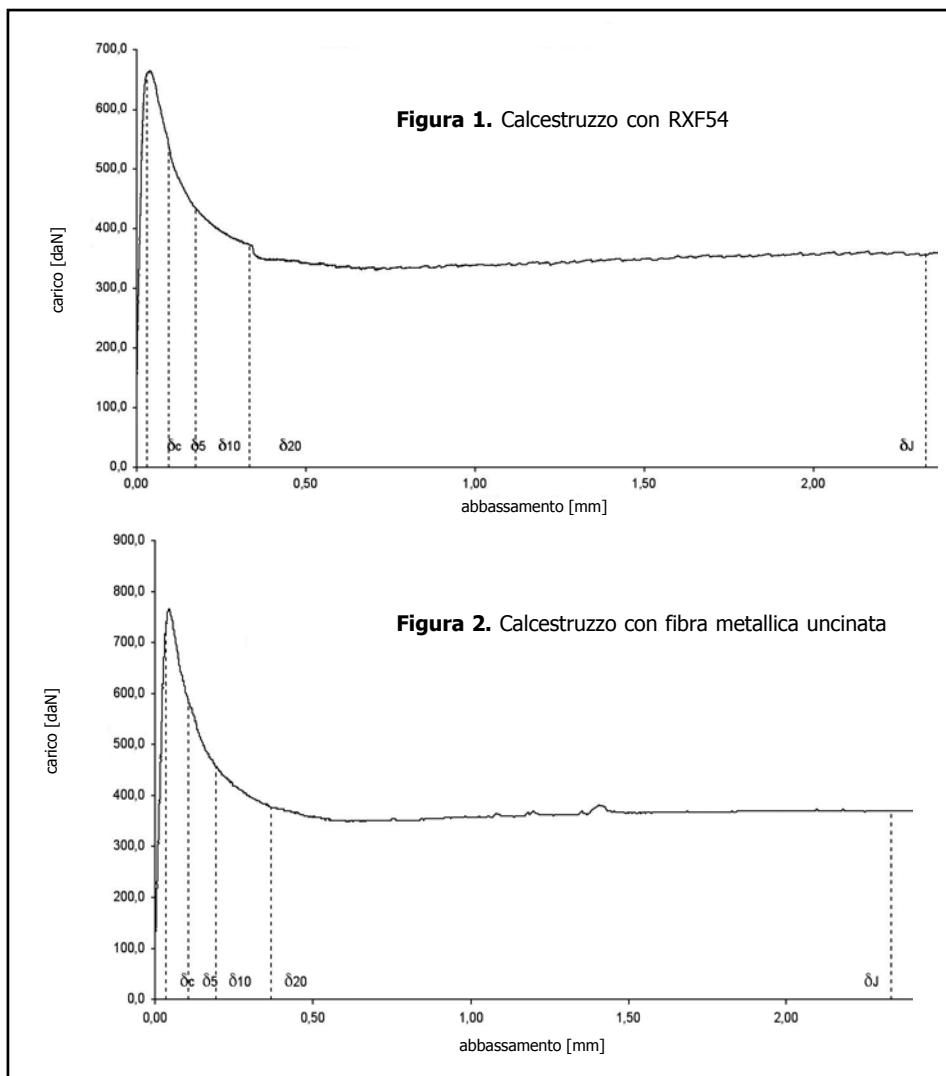 700,0
Figura 1. Calcestruzzo con RXF54
600,0
500,0
400,0
carico [daN]
300,0
200,0
100,0
δc δ5 δ10 δ20 δJ
0,0
0,00 0,50 1,00 1,50 2,00
abbassamento [mm]
900,0
800,0
Figura 2. Calcestruzzo con fibra metallica uncinata
700,0
600,0
carico [daN]
500,0
400,0
300,0
200,0
100,0
δc δ5 δ10 δ20 δJ
0,0
0,00 0,50 1,00 1,50 2,00
abbassamento [mm]